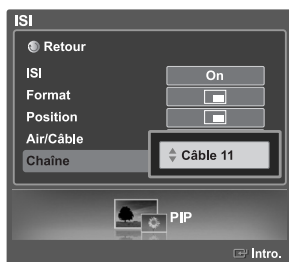 ISI
Retour
ISI On
Format
Position
Air/Câble
Chaîne Câble 11
PIP
Intro.